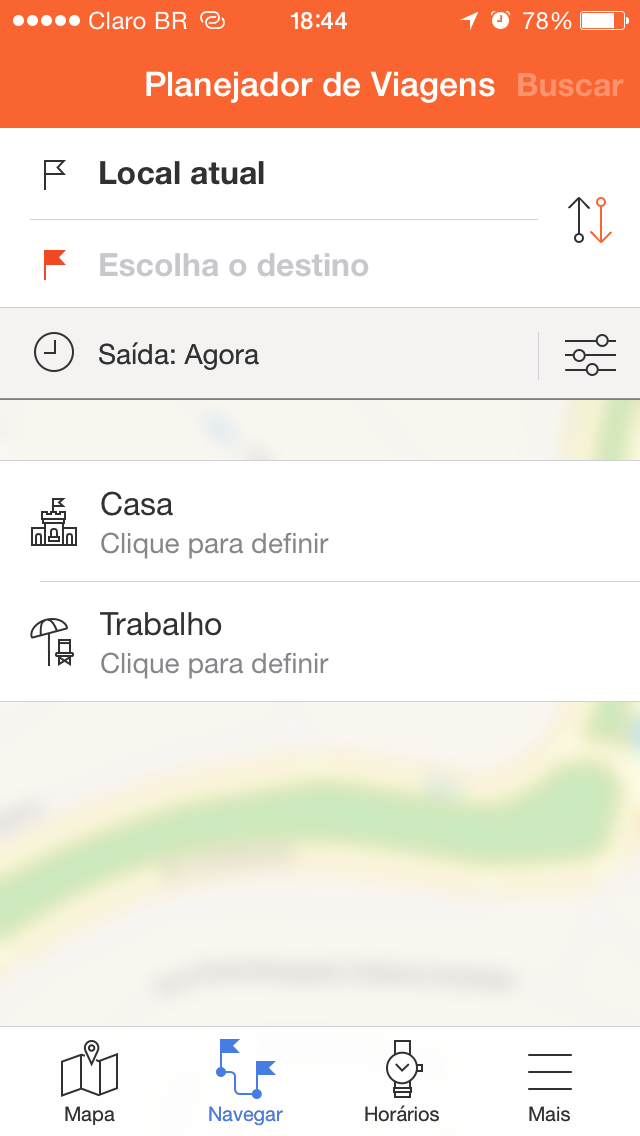 Claro BR 18:44 78%
Planejador de Viagens Buscar
Local atual
Escolha o destino
Saída: Agora
Casa
Clique para definir
Trabalho
Clique para definir
Mapa Navegar Horários Mais